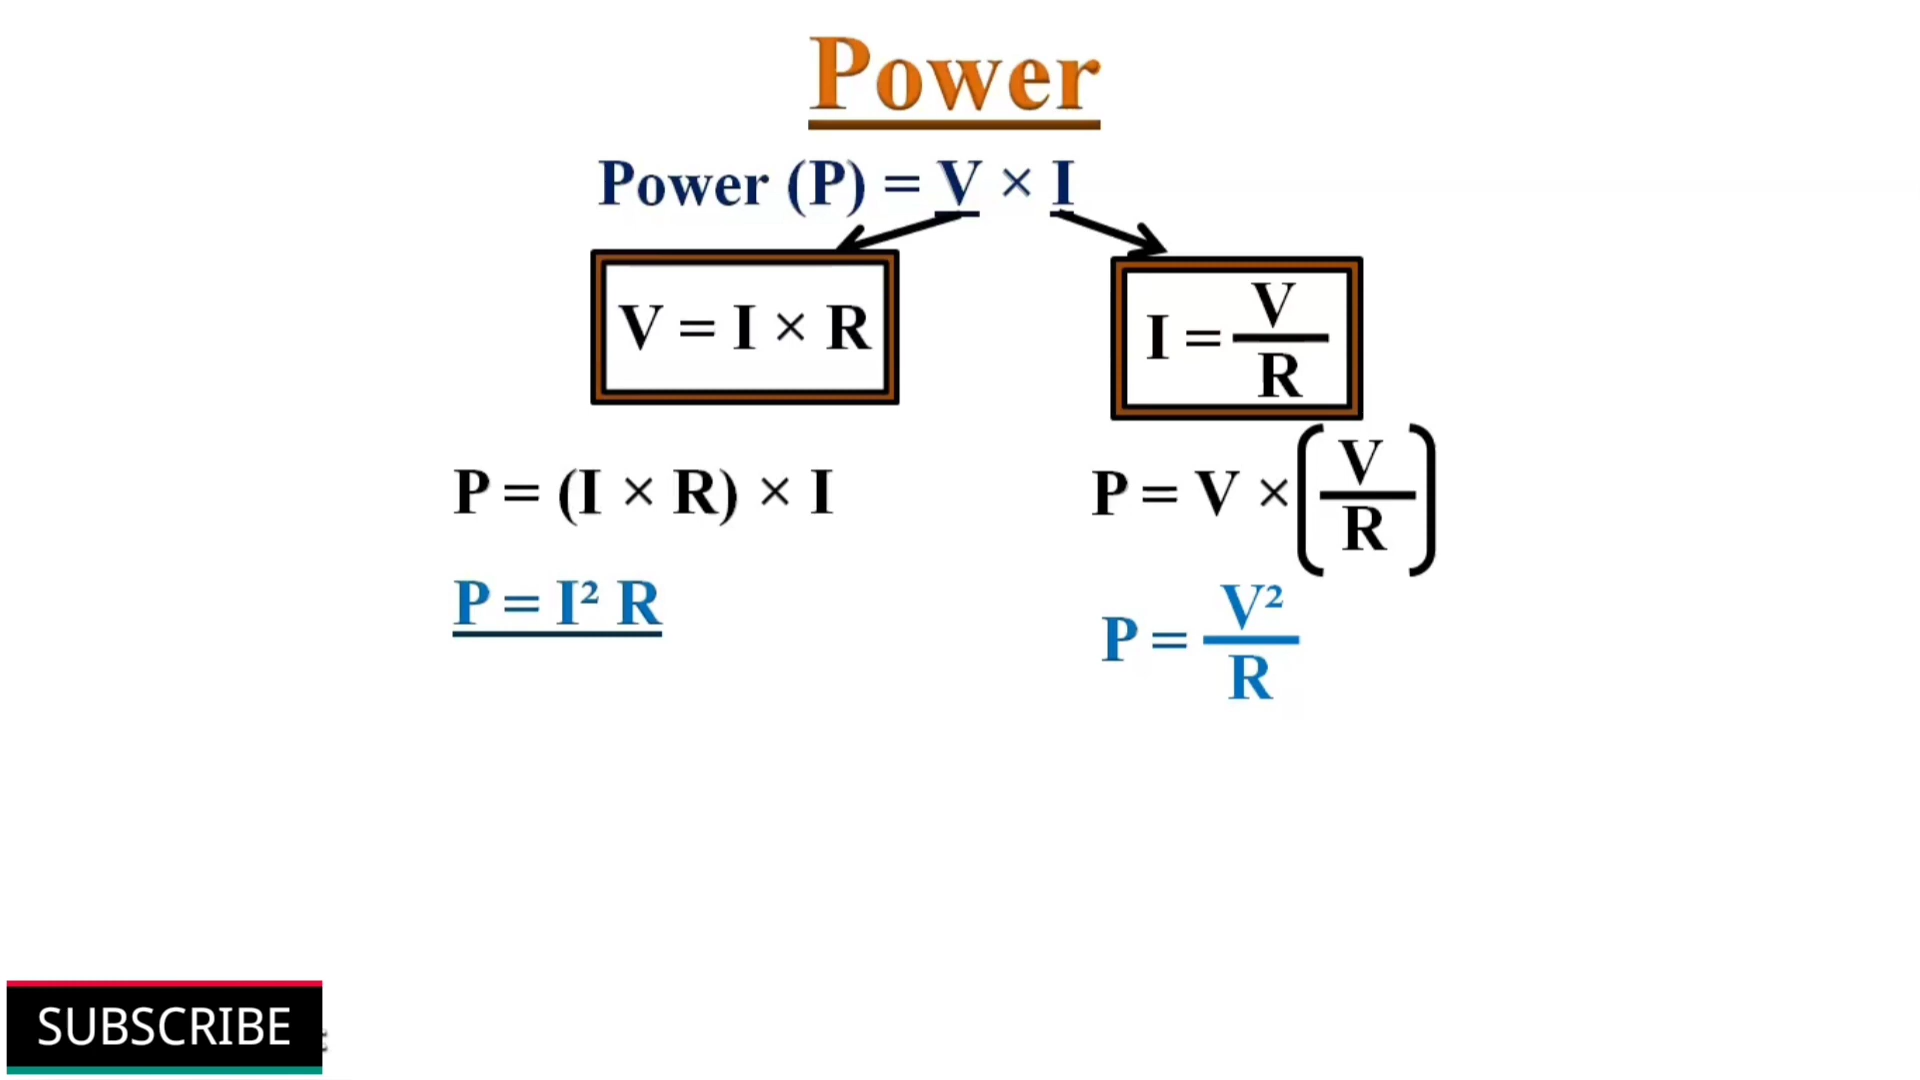 Power
Power (P) = V × I
V = I × R
I = V/R
P = (I × R) × I
P = V × (V/R)
P = I² R
P = V²/R
SUBSCRIBE